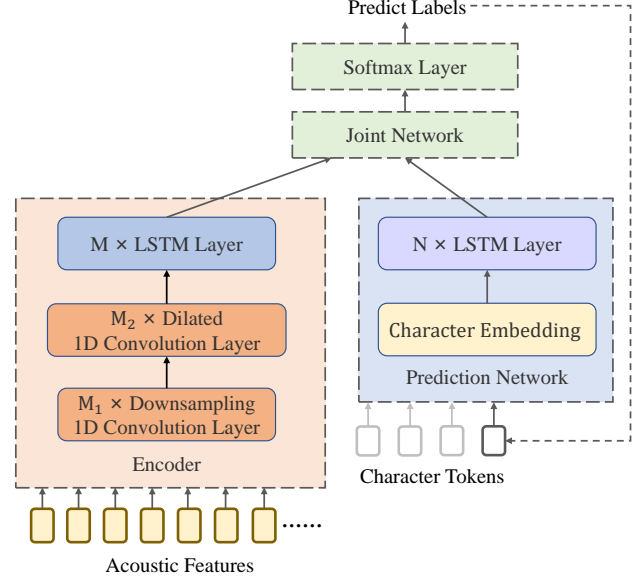 Predict Labels
Softmax Layer
Joint Network
M × LSTM Layer
M₂ × Dilated
1D Convolution Layer
M₁ × Downsampling
1D Convolution Layer
Encoder
N × LSTM Layer
Character Embedding
Prediction Network
Character Tokens
......
Acoustic Features